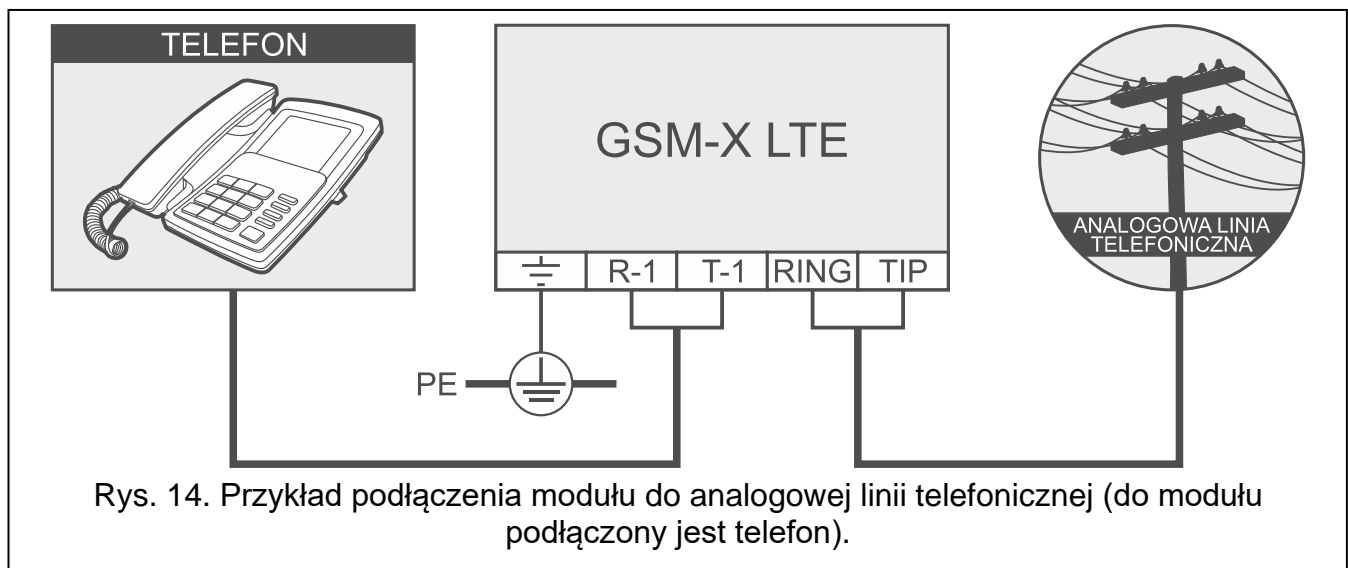 TELEFON
GSM-X LTE
R-1 T-1 RING TIP
PE
ANALOGOWA LINIA
TELEFONICZNA
Rys. 14. Przykład podłączenia modułu do analogowej linii telefonicznej (do modułu
podłączony jest telefon).